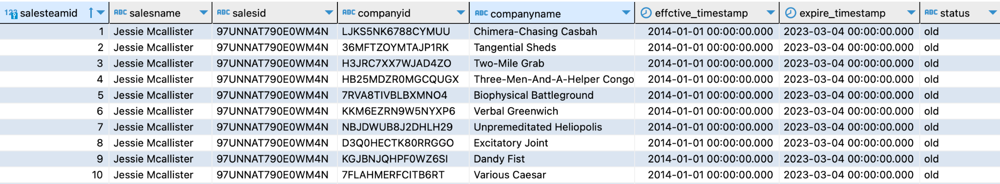 123 salesteamid ABC salesname ABC salesid ABC companyid ABC companyname effctive_timestamp expire_timestamp ABC status
1 Jessie Mcallister 97UNNAT790E0WM4N LJKS5NK6788CYMUU Chimera-Chasing Casbah 2014-01-01 00:00:00.000 2023-03-04 00:00:00.000 old
2 Jessie Mcallister 97UNNAT790E0WM4N 36MFTZOYMTAJP1RK Tangential Sheds 2014-01-01 00:00:00.000 2023-03-04 00:00:00.000 old
3 Jessie Mcallister 97UNNAT790E0WM4N H3JRC7XX7WJAD4ZO Two-Mile Grab 2014-01-01 00:00:00.000 2023-03-04 00:00:00.000 old
4 Jessie Mcallister 97UNNAT790E0WM4N HB25MDZR0MGCQUGX Three-Men-And-A-Helper Congo 2014-01-01 00:00:00.000 2023-03-04 00:00:00.000 old
5 Jessie Mcallister 97UNNAT790E0WM4N 7RVA8TIVBLBXMNO4 Biophysical Battleground 2014-01-01 00:00:00.000 2023-03-04 00:00:00.000 old
6 Jessie Mcallister 97UNNAT790E0WM4N KKM6EZRN9W5NYXP6 Verbal Greenwich 2014-01-01 00:00:00.000 2023-03-04 00:00:00.000 old
7 Jessie Mcallister 97UNNAT790E0WM4N NBJDWUB8J2DHLH29 Unpremeditated Heliopolis 2014-01-01 00:00:00.000 2023-03-04 00:00:00.000 old
8 Jessie Mcallister 97UNNAT790E0WM4N D3Q0HECTK80RRGGO Excitatory Joint 2014-01-01 00:00:00.000 2023-03-04 00:00:00.000 old
9 Jessie Mcallister 97UNNAT790E0WM4N KGJBNJQHPF0WZ6SI Dandy Fist 2014-01-01 00:00:00.000 2023-03-04 00:00:00.000 old
10 Jessie Mcallister 97UNNAT790E0WM4N 7FLAHMERFCITB6RT Various Caesar 2014-01-01 00:00:00.000 2023-03-04 00:00:00.000 old